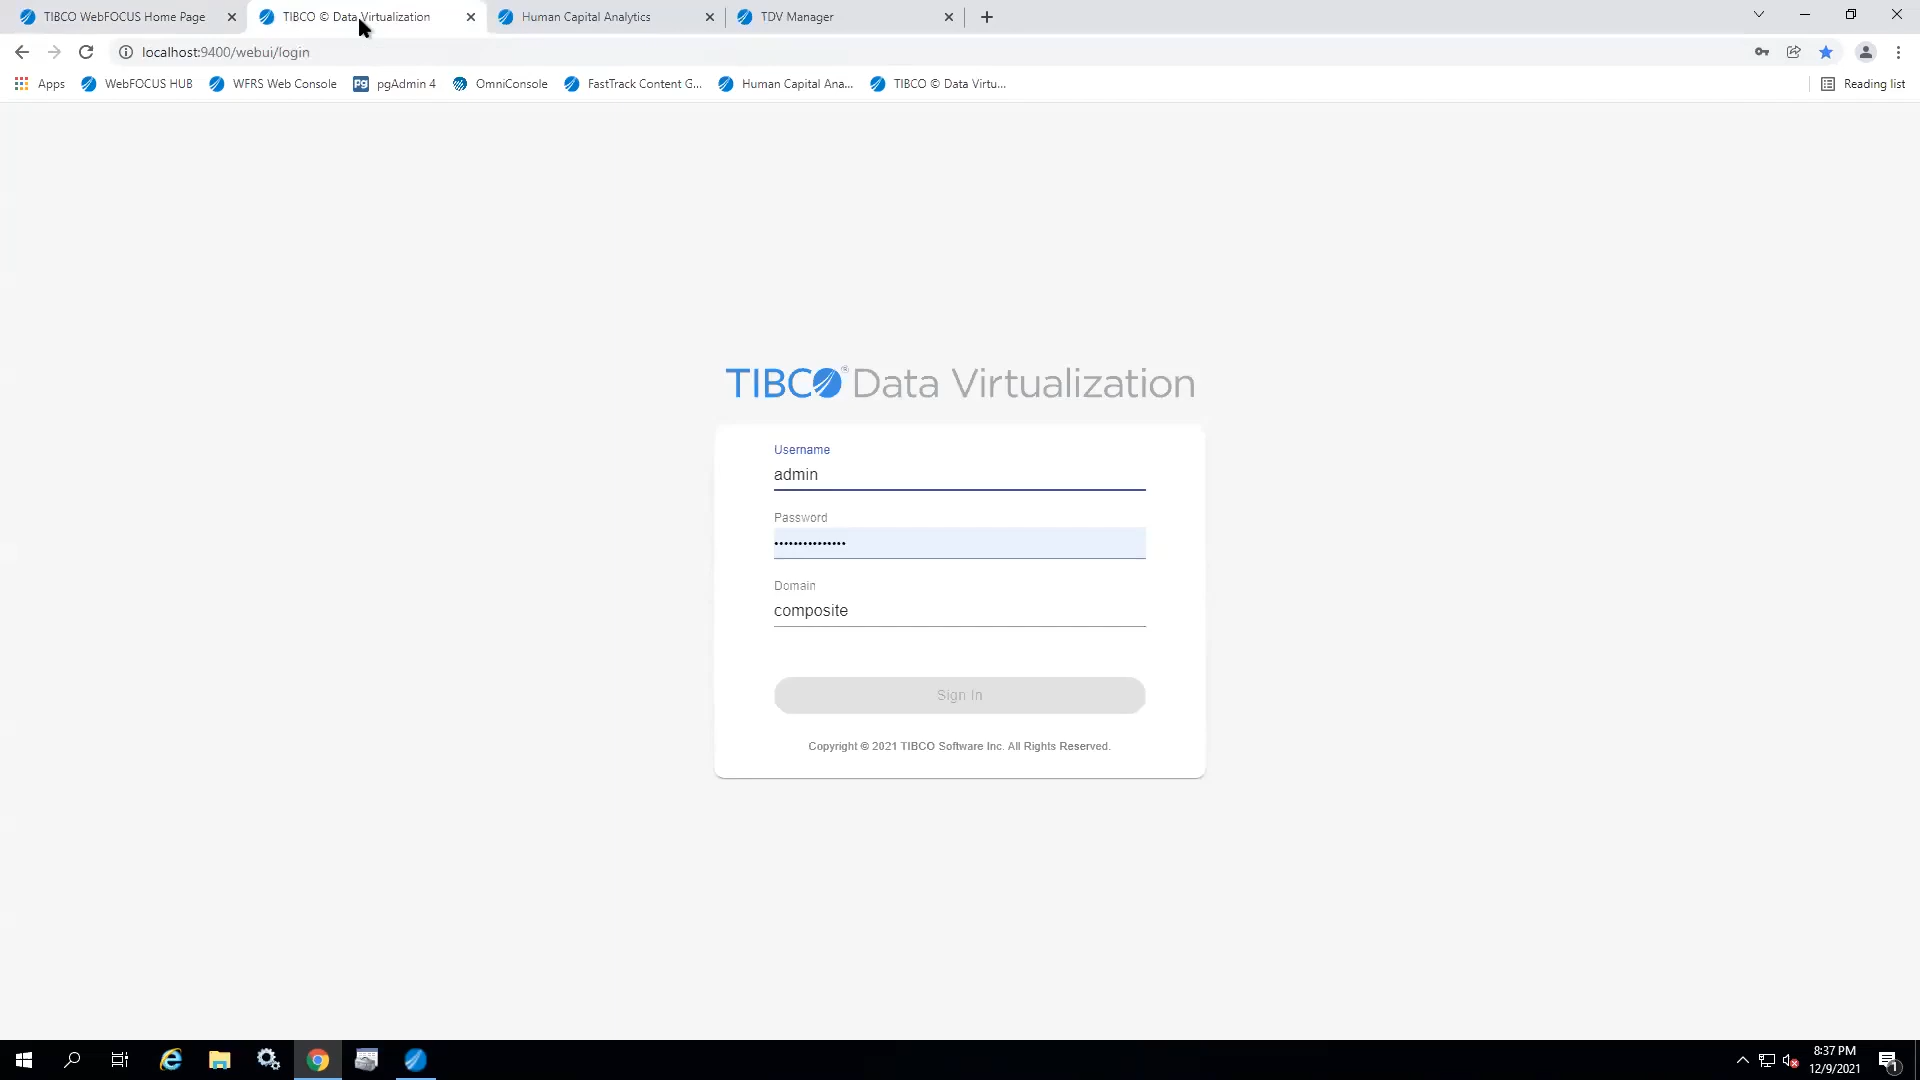 TIBCO WebFOCUS Home Page
TIBCO © Data Virtualization
Human Capital Analytics
TDV Manager
localhost:9400/webui/login
Apps
WebFOCUS HUB
WFRS Web Console
pgAdmin 4
OmniConsole
FastTrack Content G...
Human Capital Ana...
TIBCO © Data Virtu...
Reading list
TIBCO® Data Virtualization
Username
admin
Password
•••••••••••••••
Domain
composite
Sign In
Copyright © 2021 TIBCO Software Inc. All Rights Reserved.
8:37 PM
12/9/2021
1